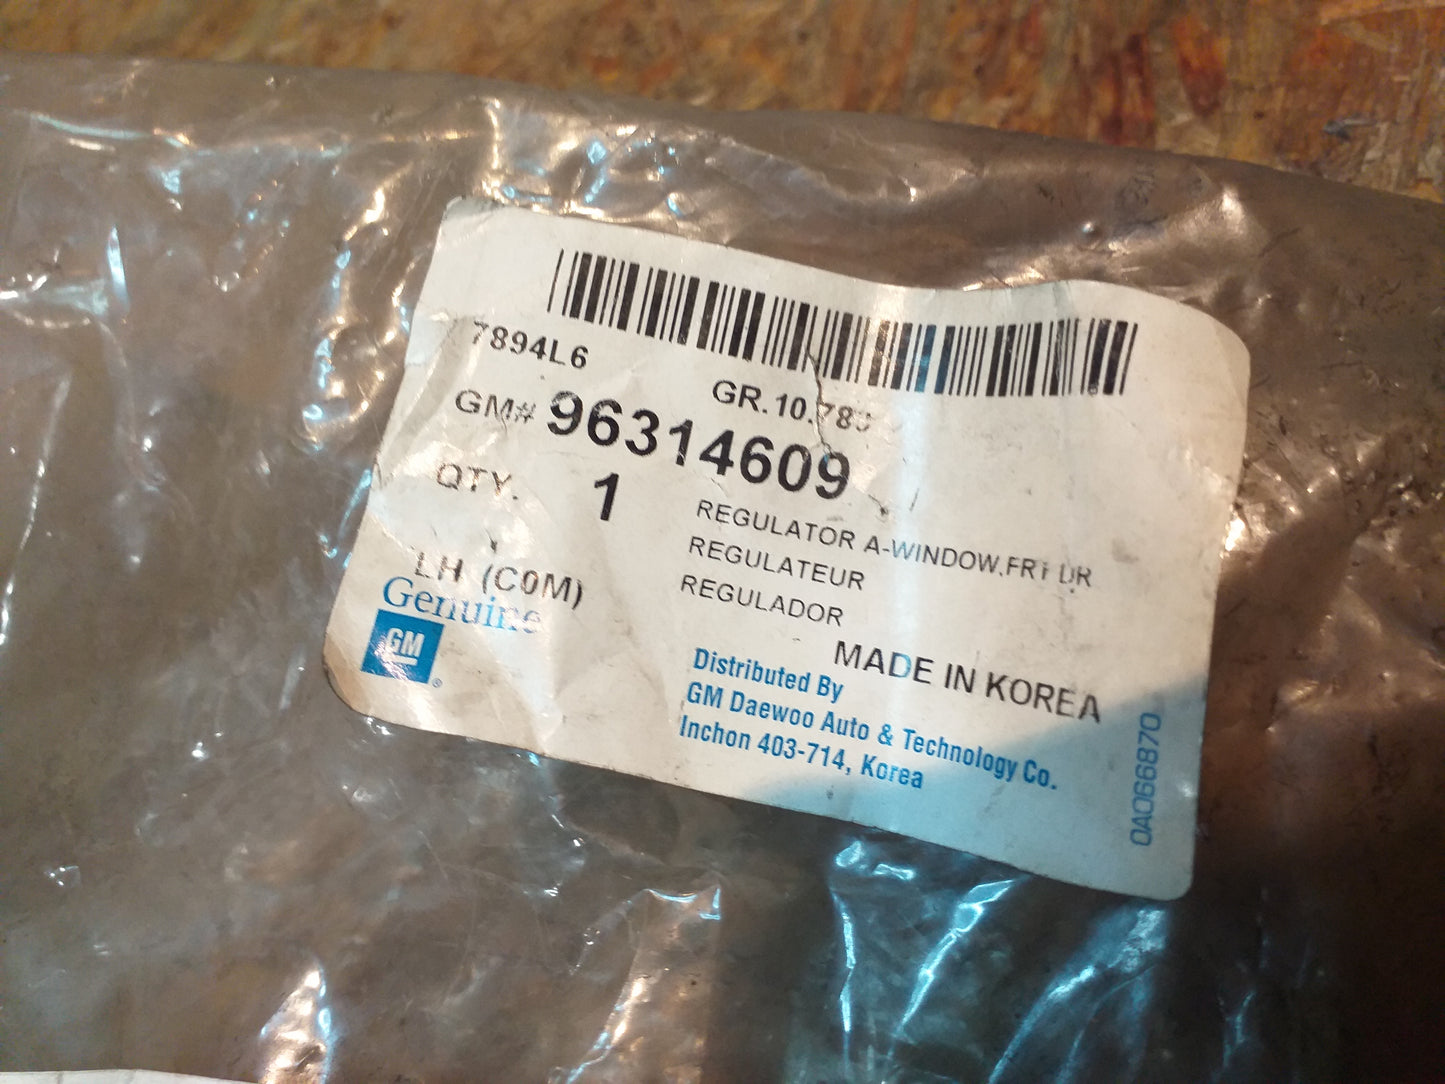 7894L6
GR.10.78
GM# 96314609
QTY. 1
REGULATOR A-WINDOW,FRT DR
REGULATEUR
REGULADOR
LH (C0M)
Genuine
GM
®
MADE IN KOREA
Distributed By
GM Daewoo Auto & Technology Co.
Inchon 403-714, Korea
0A066870